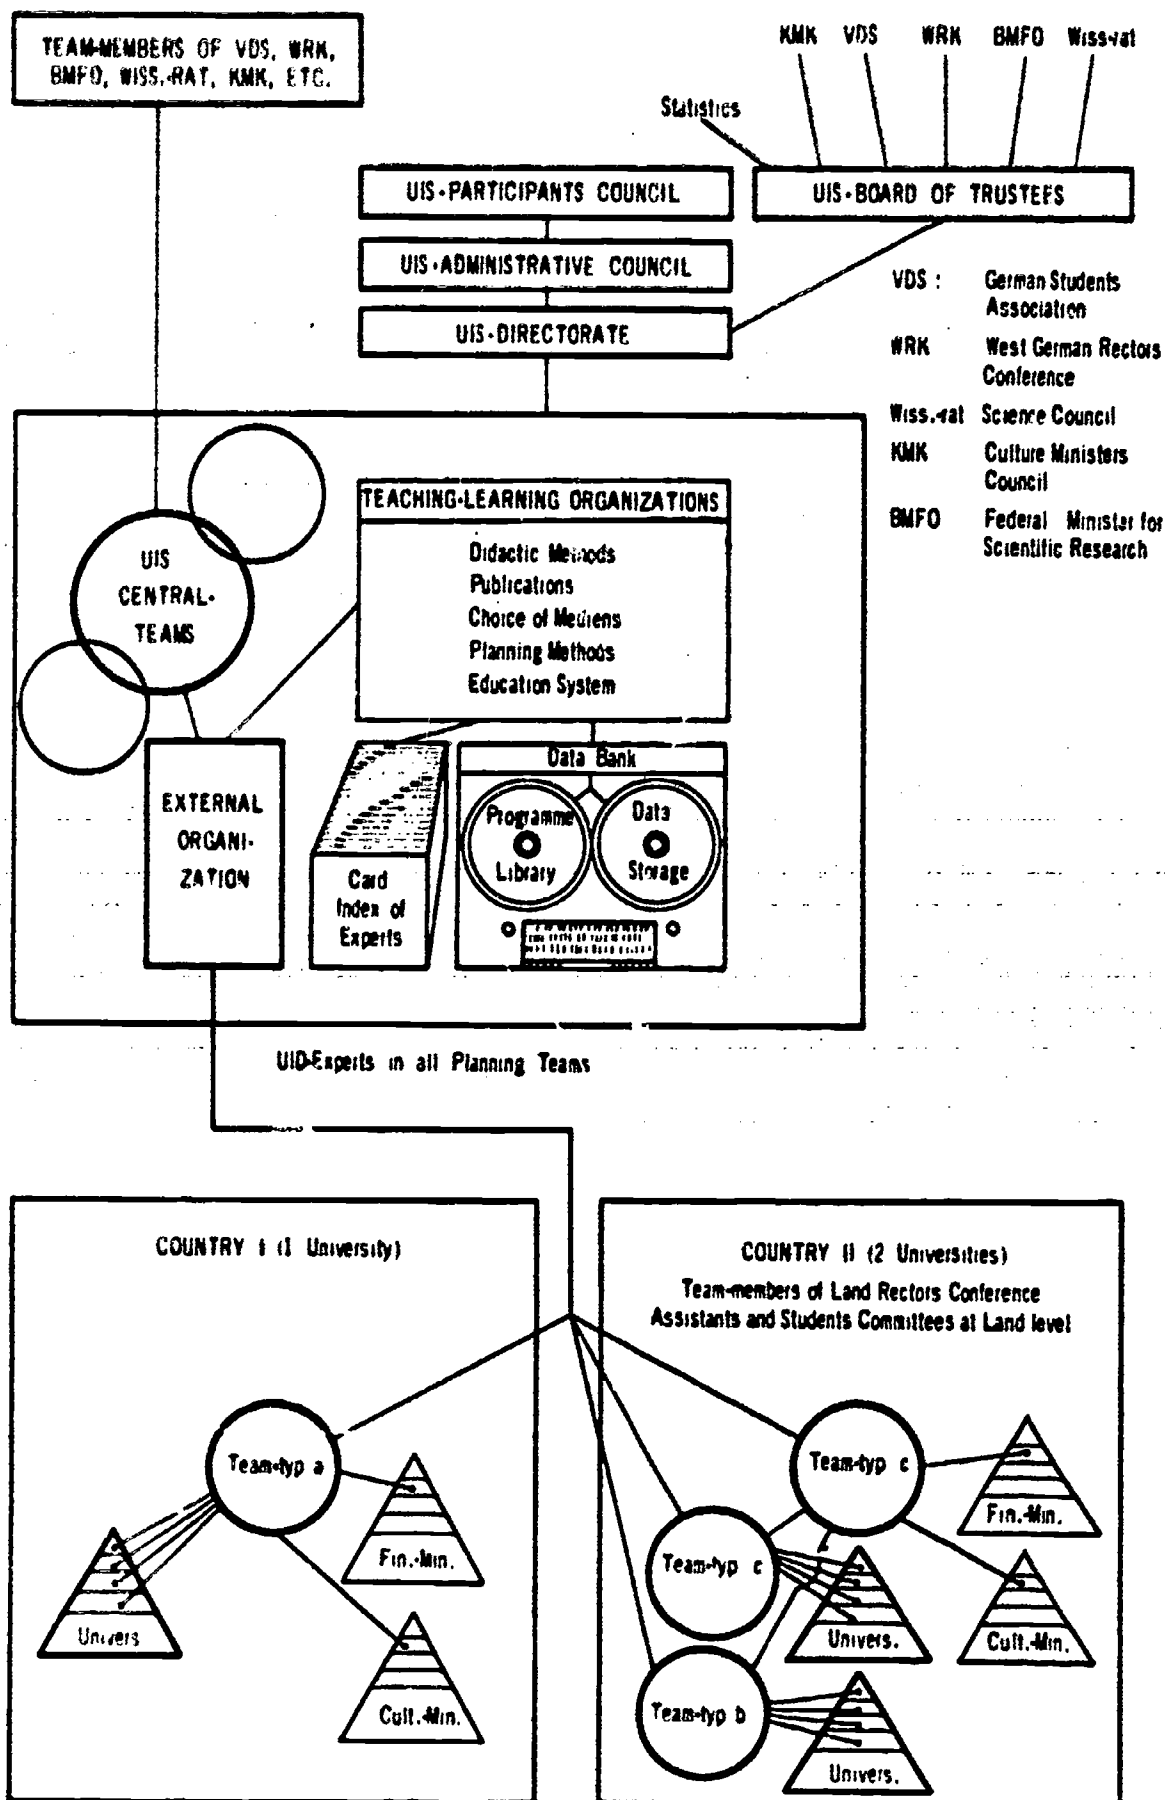 TEAM-MEMBERS OF VDS, WRK,
BMFO, WISS.-RAT, KMK, ETC.
KMK VDS WRK BMFO Wiss-rat
Statistics
UIS-PARTICIPANTS COUNCIL
UIS-BOARD OF TRUSTEES
UIS-ADMINISTRATIVE COUNCIL
UIS-DIRECTORATE
VDS : German Students
Association
WRK West German Rectors
Conference
Wiss.-rat Science Council
KMK Culture Ministers
Council
BMFO Federal Minister for
Scientific Research
UIS
CENTRAL-
TEAMS
TEACHING-LEARNING ORGANIZATIONS
Didactic Methods
Publications
Choice of Mediens
Planning Methods
Education System
EXTERNAL
ORGANI-
ZATION
Card
Index of
Experts
Data Bank
Programme
Library
Data
Storage
UID-Experts in all Planning Teams
COUNTRY I (1 University)
Team-typ a
Fin.-Min.
Univers
Cult.-Min.
COUNTRY II (2 Universities)
Team-members of Land Rectors Conference
Assistants and Students Committees at Land level
Team-typ c
Fin.-Min.
Team-typ c
Univers.
Cult.-Min.
Team-typ b
Univers.